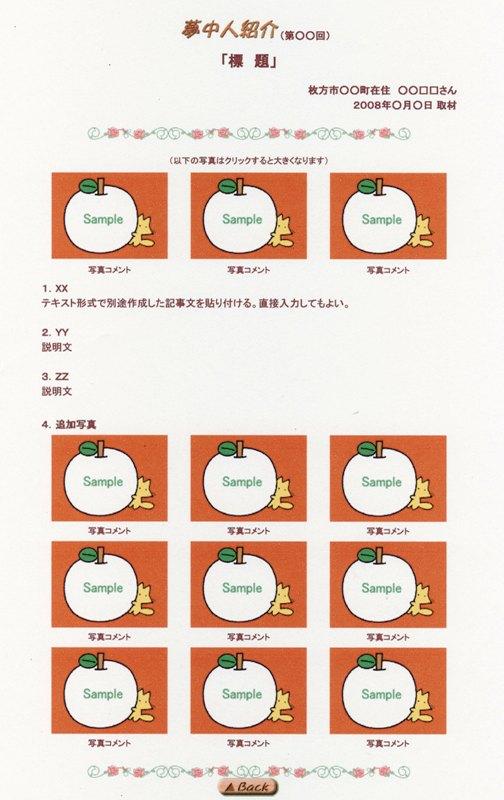 夢中人紹介(第〇〇回)
「標 題」
枚方市〇〇町在住 〇〇□□さん
2008年〇月〇日 取材
(以下の写真はクリックすると大きくなります)
Sample Sample Sample
写真コメント 写真コメント 写真コメント
1. XX
テキスト形式で別途作成した記事文を貼り付ける。直接入力してもよい。
2. YY
説明文
3. ZZ
説明文
4. 追加写真
Sample Sample Sample
写真コメント 写真コメント 写真コメント
Sample Sample Sample
写真コメント 写真コメント 写真コメント
Sample Sample Sample
写真コメント 写真コメント 写真コメント
▲ Back